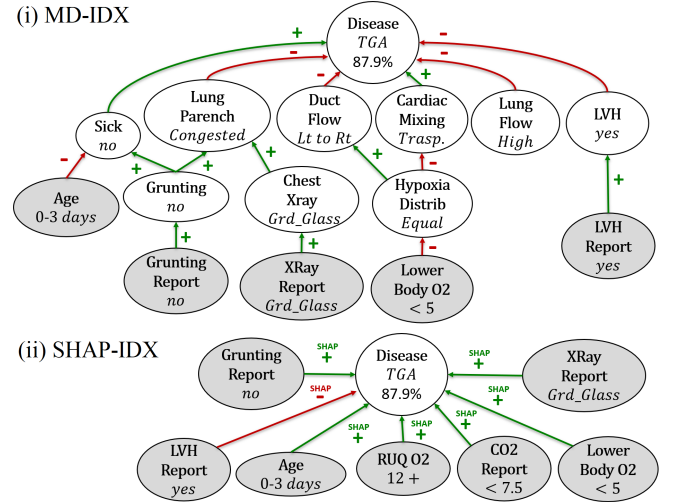 (i) MD-IDX
Disease
TGA
87.9%
+
-
-
+
-
-
Lung
Parench
Congested
Duct
Flow
Lt to Rt
Cardiac
Mixing
Trasp.
Lung
Flow
High
LVH
yes
Sick
no
-
+
+
+
+
-
+
Age
0-3 days
Grunting
no
Chest
Xray
Grd_Glass
Hypoxia
Distrib
Equal
+
+
-
Grunting
Report
no
XRay
Report
Grd_Glass
Lower
Body O2
< 5
LVH
Report
yes
(ii) SHAP-IDX
Grunting
Report
no
SHAP
+
Disease
TGA
87.9%
SHAP
+
XRay
Report
Grd_Glass
SHAP
-
SHAP
+
SHAP
+
SHAP
+
SHAP
+
LVH
Report
yes
Age
0-3 days
RUQ O2
12 +
CO2
Report
< 7.5
Lower
Body O2
< 5